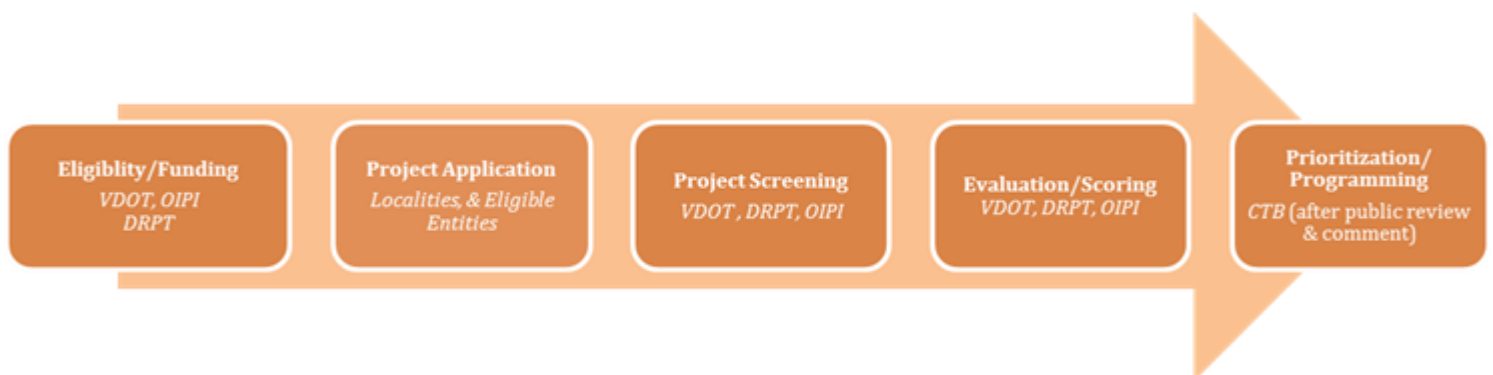 Eligiblity/Funding
VDOT, OIPI
DRPT
Project Application
Localities, & Eligible
Entities
Project Screening
VDOT , DRPT, OIPI
Evaluation/Scoring
VDOT, DRPT, OIPI
Prioritization/
Programming
CTB (after public review
& comment)